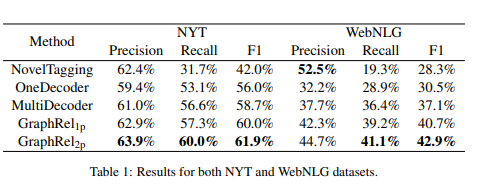 Method NYT WebNLG
Precision Recall F1 Precision Recall F1
NovelTagging 62.4% 31.7% 42.0% 52.5% 19.3% 28.3%
OneDecoder 59.4% 53.1% 56.0% 32.2% 28.9% 30.5%
MultiDecoder 61.0% 56.6% 58.7% 37.7% 36.4% 37.1%
GraphRel1p 62.9% 57.3% 60.0% 42.3% 39.2% 40.7%
GraphRel2p 63.9% 60.0% 61.9% 44.7% 41.1% 42.9%
Table 1: Results for both NYT and WebNLG datasets.